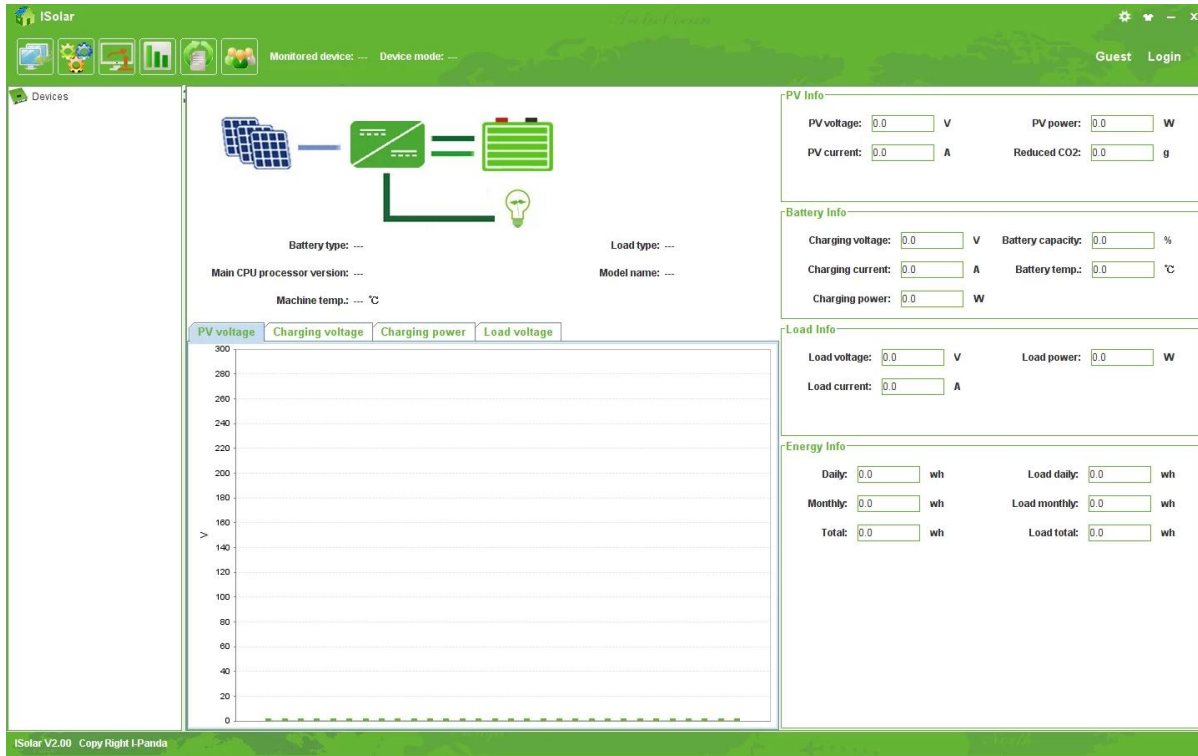 ISolar
Monitored device: --- Device mode: ---
Guest Login
Devices
Battery type: --- Load type: ---
Main CPU processor version: --- Model name: ---
Machine temp.: --- ℃
PV voltage Charging voltage Charging power Load voltage
300
280
260
240
220
200
180
160
V
140
120
100
80
60
40
20
0
PV Info
PV voltage: 0.0 V PV power: 0.0 W
PV current: 0.0 A Reduced CO2: 0.0 g
Battery Info
Charging voltage: 0.0 V Battery capacity: 0.0 %
Charging current: 0.0 A Battery temp.: 0.0 ℃
Charging power: 0.0 W
Load Info
Load voltage: 0.0 V Load power: 0.0 W
Load current: 0.0 A
Energy Info
Daily: 0.0 wh Load daily: 0.0 wh
Monthly: 0.0 wh Load monthly: 0.0 wh
Total: 0.0 wh Load total: 0.0 wh
ISolar V2.00 Copy Right I-Panda